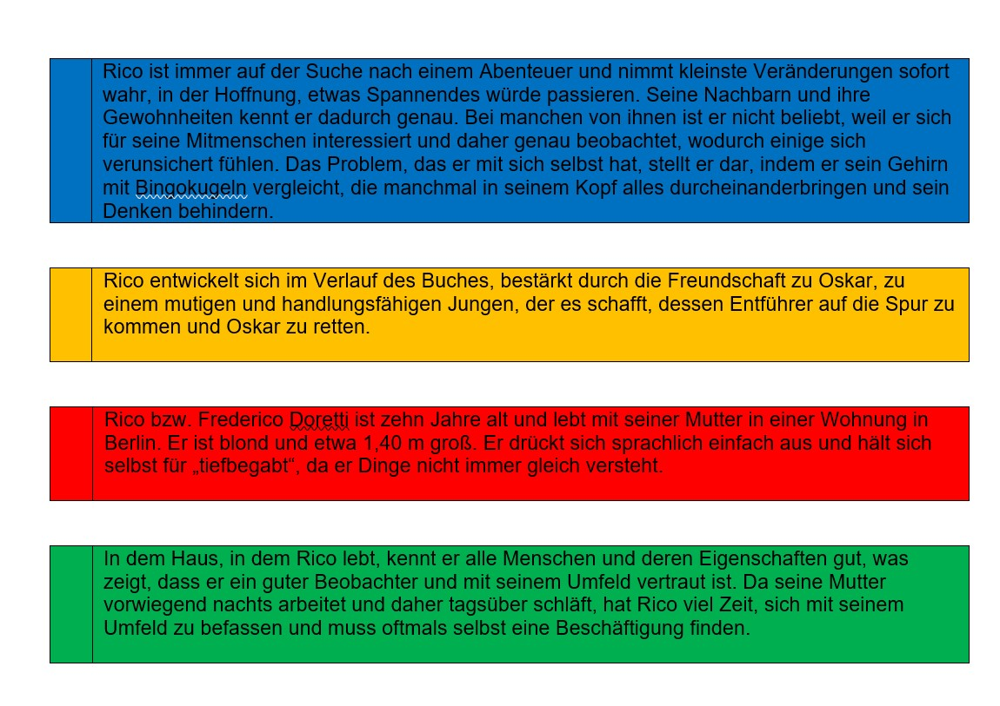 Rico ist immer auf der Suche nach einem Abenteuer und nimmt kleinste Veränderungen sofort
wahr, in der Hoffnung, etwas Spannendes würde passieren. Seine Nachbarn und ihre
Gewohnheiten kennt er dadurch genau. Bei manchen von ihnen ist er nicht beliebt, weil er sich
für seine Mitmenschen interessiert und daher genau beobachtet, wodurch einige sich
verunsichert fühlen. Das Problem, das er mit sich selbst hat, stellt er dar, indem er sein Gehirn
mit Bingokugeln vergleicht, die manchmal in seinem Kopf alles durcheinanderbringen und sein
Denken behindern.
Rico entwickelt sich im Verlauf des Buches, bestärkt durch die Freundschaft zu Oskar, zu
einem mutigen und handlungsfähigen Jungen, der es schafft, dessen Entführer auf die Spur zu
kommen und Oskar zu retten.
Rico bzw. Frederico Doretti ist zehn Jahre alt und lebt mit seiner Mutter in einer Wohnung in
Berlin. Er ist blond und etwa 1,40 m groß. Er drückt sich sprachlich einfach aus und hält sich
selbst für „tiefbegabt“, da er Dinge nicht immer gleich versteht.
In dem Haus, in dem Rico lebt, kennt er alle Menschen und deren Eigenschaften gut, was
zeigt, dass er ein guter Beobachter und mit seinem Umfeld vertraut ist. Da seine Mutter
vorwiegend nachts arbeitet und daher tagsüber schläft, hat Rico viel Zeit, sich mit seinem
Umfeld zu befassen und muss oftmals selbst eine Beschäftigung finden.